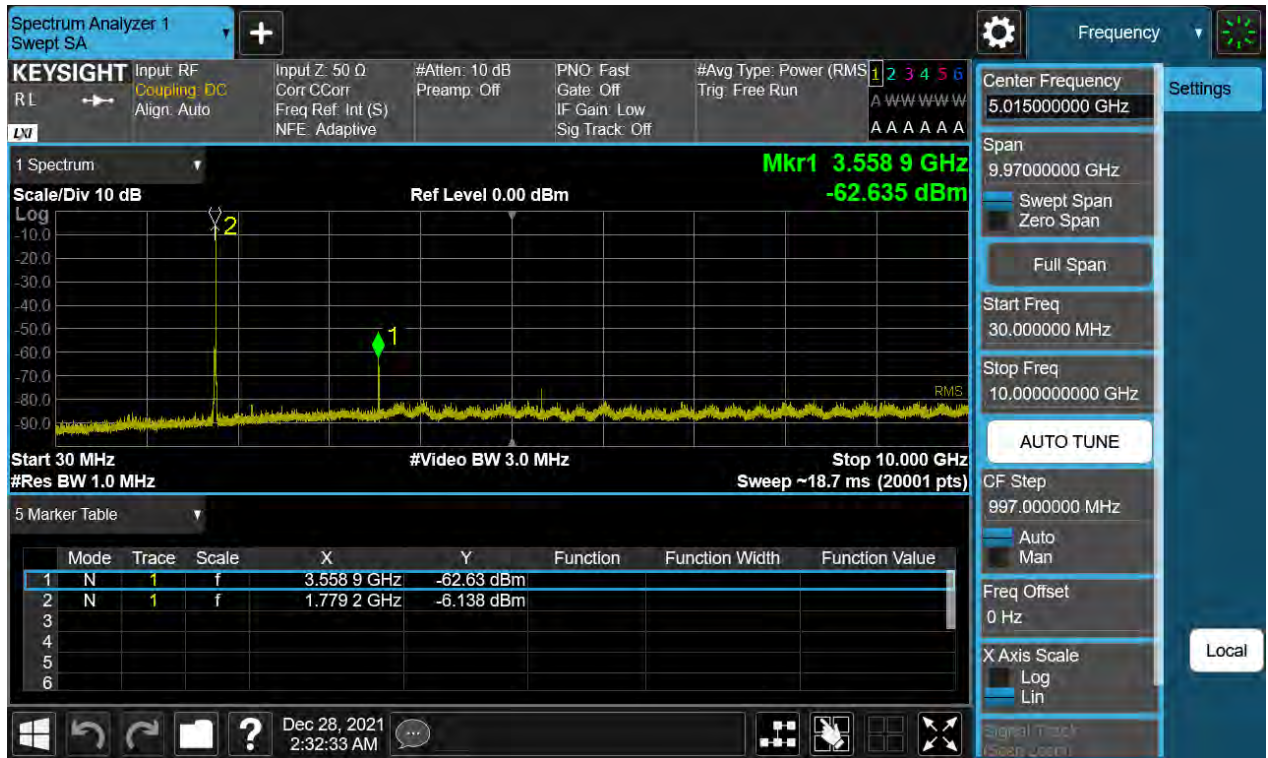 Spectrum Analyzer 1
Swept SA
+
Frequency
KEYSIGHT
RL
LXI
Input: RF
Coupling: DC
Align: Auto
Input Z: 50 Ω
Corr CCorr
Freq Ref: Int (S)
NFE: Adaptive
#Atten: 10 dB
Preamp: Off
PNO: Fast
Gate: Off
IF Gain: Low
Sig Track: Off
#Avg Type: Power (RMS
Trig: Free Run
1 2 3 4 5 6
A W W W W W
A A A A A A
1 Spectrum
Mkr1 3.558 9 GHz
Scale/Div 10 dB
Ref Level 0.00 dBm
-62.635 dBm
Log
-10.0
-20.0
-30.0
-40.0
-50.0
-60.0
-70.0
-80.0
-90.0
2
1
RMS
Start 30 MHz
#Video BW 3.0 MHz
Stop 10.000 GHz
#Res BW 1.0 MHz
Sweep ~18.7 ms (20001 pts)
5 Marker Table
Mode Trace Scale X Y Function Function Width Function Value
1 N 1 f 3.558 9 GHz -62.63 dBm
2 N 1 f 1.779 2 GHz -6.138 dBm
3
4
5
6
?
Dec 28, 2021
2:32:33 AM
Center Frequency
5.015000000 GHz
Span
9.97000000 GHz
Swept Span
Zero Span
Full Span
Start Freq
30.000000 MHz
Stop Freq
10.000000000 GHz
AUTO TUNE
CF Step
997.000000 MHz
Auto
Man
Freq Offset
0 Hz
X Axis Scale
Log
Lin
Signal Track
(Span Zoom)
Settings
Local